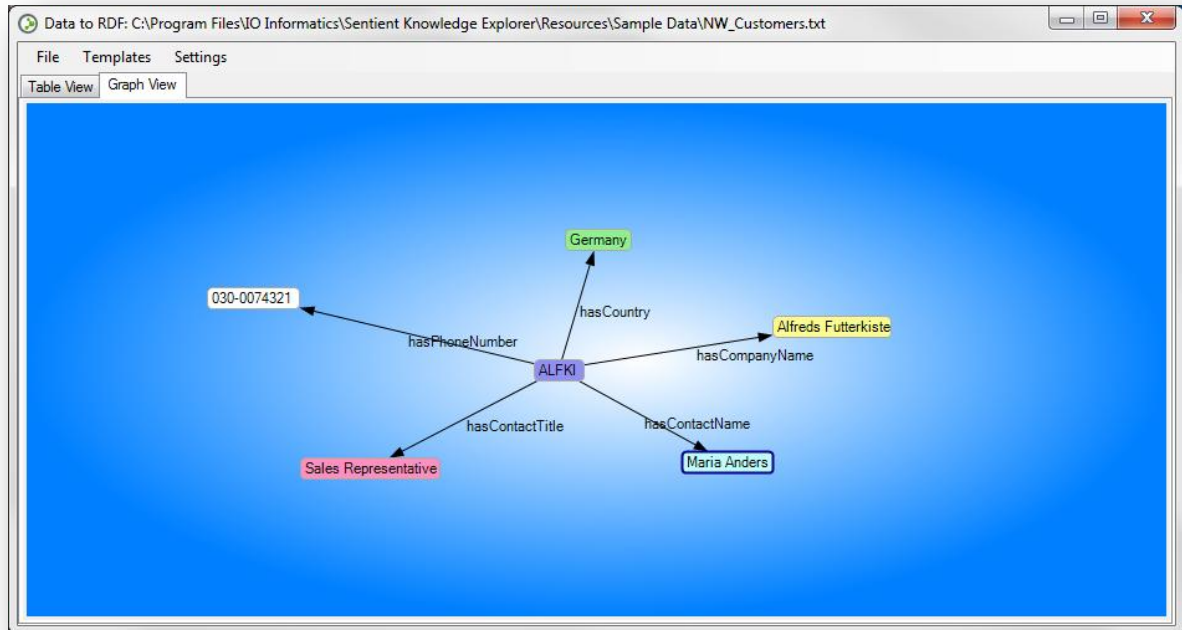 Data to RDF: C:\Program Files\IO Informatics\Sentient Knowledge Explorer\Resources\Sample Data\NW_Customers.txt
File Templates Settings
Table View Graph View
Germany
030-0074321
hasCountry
Alfreds Futterkiste
hasPhoneNumber
hasCompanyName
ALFKI
hasContactTitle
hasContactName
Sales Representative
Maria Anders